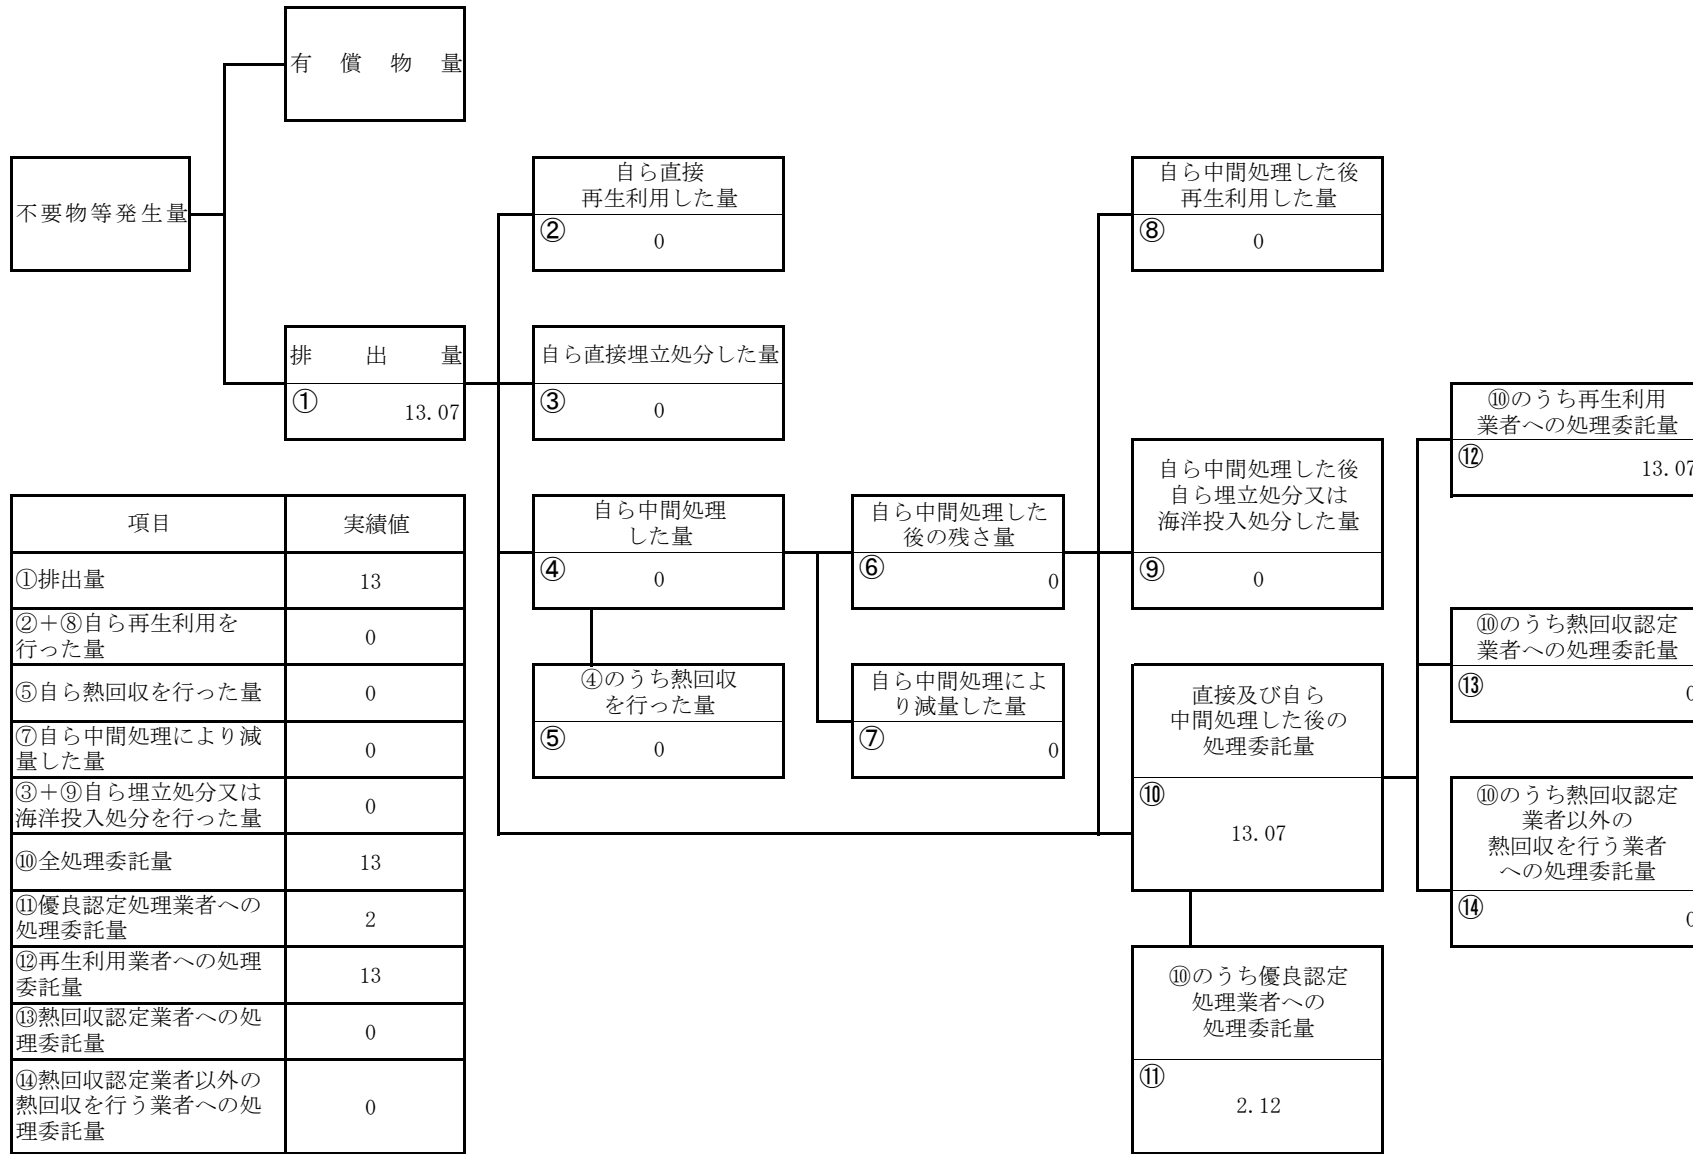 有償物量
不要物等発生量
排出量
①
13.07
自ら直接
再生利用した量
②
0
自ら直接埋立処分した量
③
0
自ら中間処理
した量
④
0
④のうち熱回収
を行った量
⑤
0
自ら中間処理した
後の残さ量
⑥
0
自ら中間処理によ
り減量した量
⑦
0
自ら中間処理した後
再生利用した量
⑧
0
自ら中間処理した後
自ら埋立処分又は
海洋投入処分した量
⑨
0
直接及び自ら
中間処理した後の
処理委託量
⑩
13.07
⑩のうち優良認定
処理業者への
処理委託量
⑪
2.12
⑩のうち再生利用
業者への処理委託量
⑫
13.07
⑩のうち熱回収認定
業者への処理委託量
⑬
0
⑩のうち熱回収認定
業者以外の
熱回収を行う業者
への処理委託量
⑭
0
項目 実績値
①排出量 13
②＋⑧自ら再生利用を
行った量 0
⑤自ら熱回収を行った量 0
⑦自ら中間処理により減
量した量 0
③＋⑨自ら埋立処分又は
海洋投入処分を行った量 0
⑩全処理委託量 13
⑪優良認定処理業者への
処理委託量 2
⑫再生利用業者への処理
委託量 13
⑬熱回収認定業者への処
理委託量 0
⑭熱回収認定業者以外の
熱回収を行う業者への処
理委託量 0